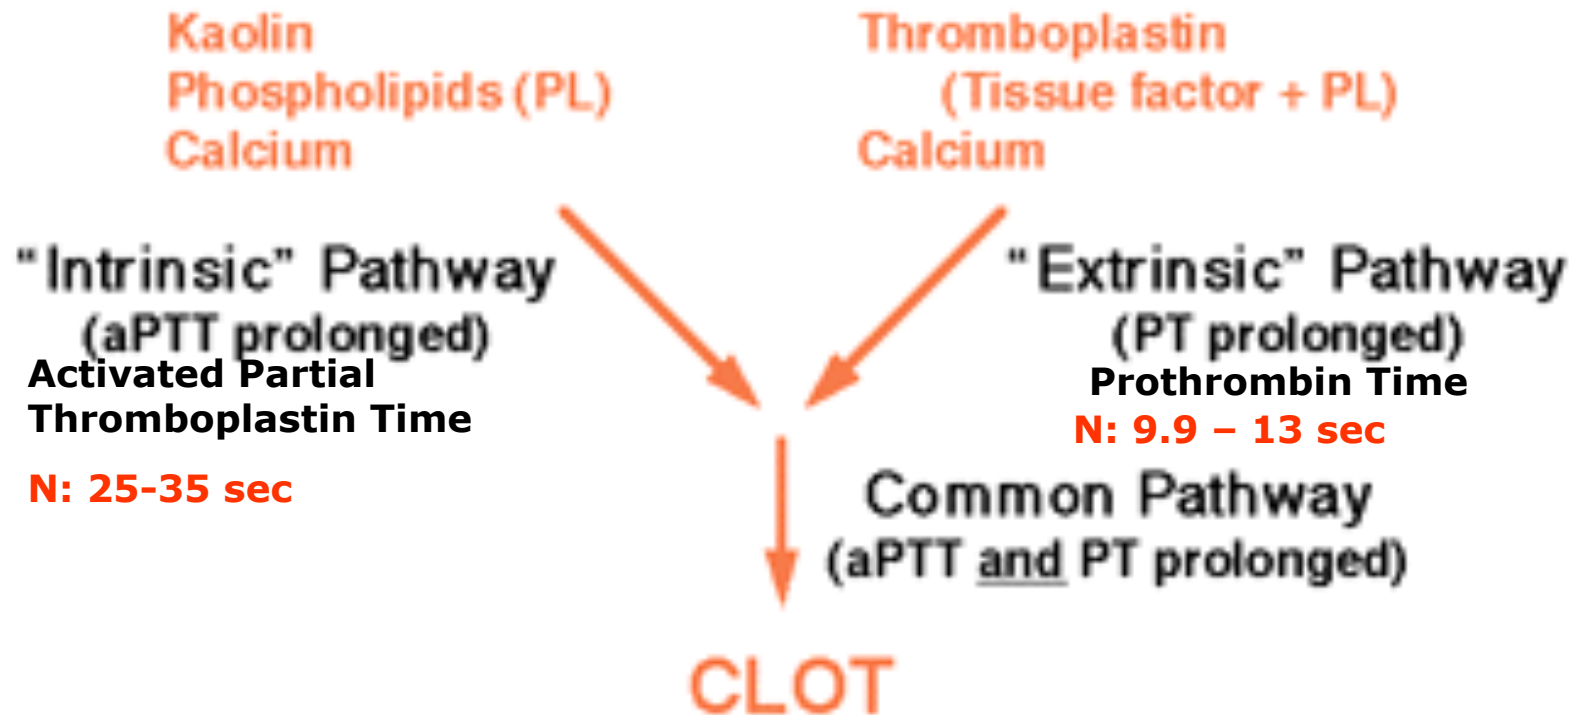 Kaolin
Phospholipids (PL)
Calcium
Thromboplastin
(Tissue factor + PL)
Calcium
“Intrinsic” Pathway
(aPTT prolonged)
Activated Partial
Thromboplastin Time
N: 25-35 sec
“Extrinsic” Pathway
(PT prolonged)
Prothrombin Time
N: 9.9 – 13 sec
Common Pathway
(aPTT and PT prolonged)
CLOT